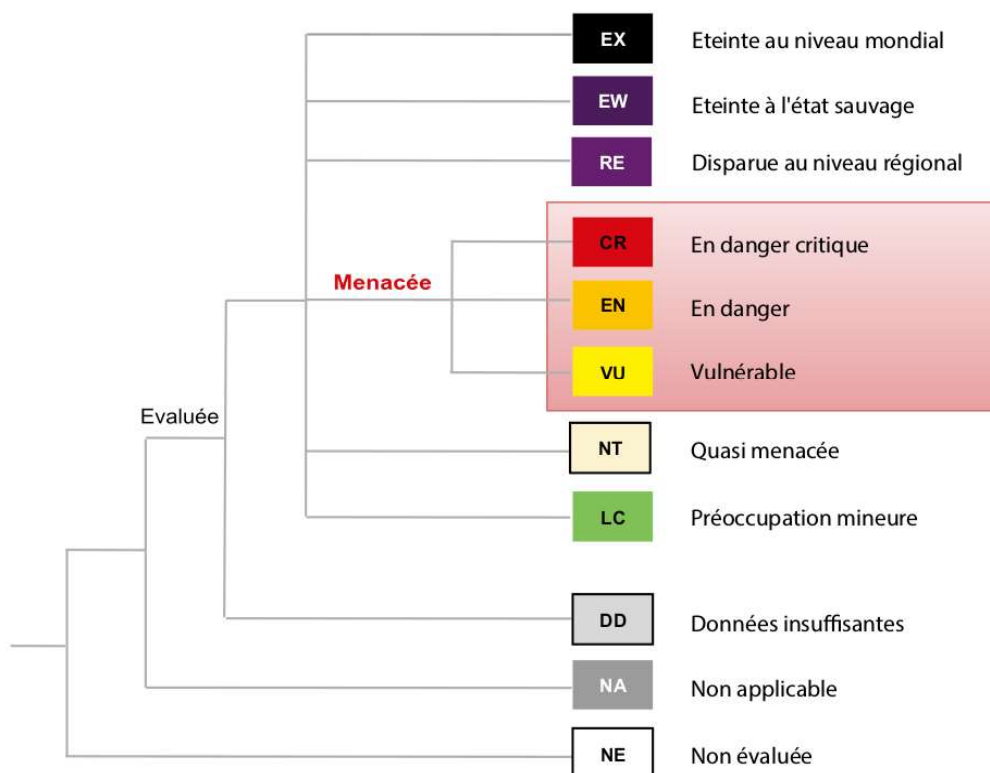 EX Eteinte au niveau mondial
EW Eteinte à l'état sauvage
RE Disparue au niveau régional
CR En danger critique
Menacée
EN En danger
VU Vulnérable
Evaluée
NT Quasi menacée
LC Préoccupation mineure
DD Données insuffisantes
NA Non applicable
NE Non évaluée